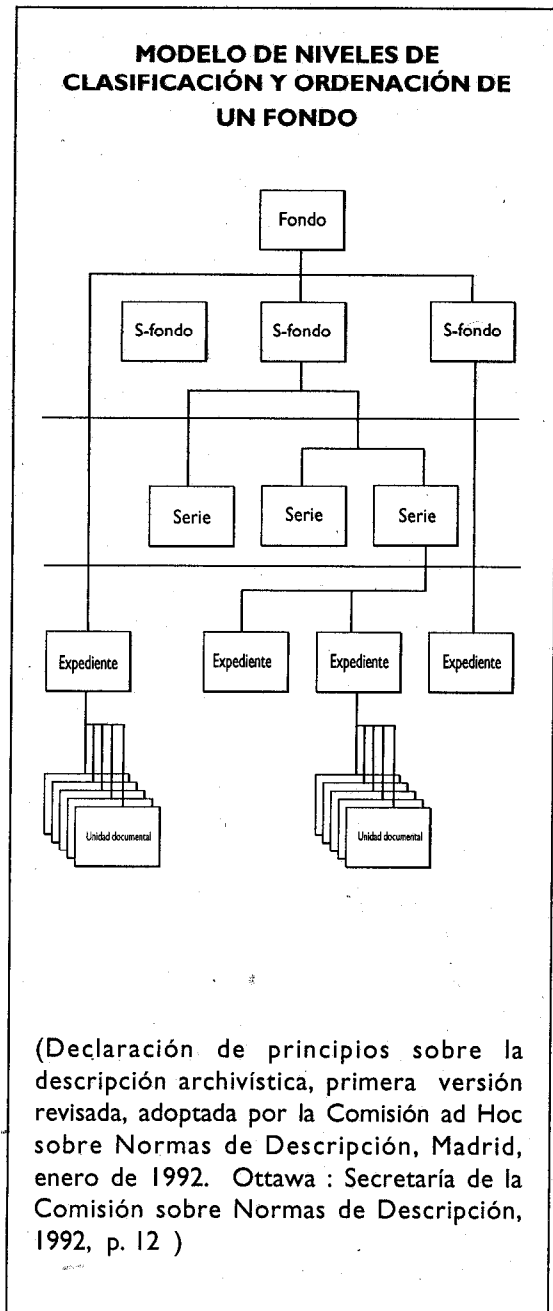 MODELO DE NIVELES DE
CLASIFICACIÓN Y ORDENACIÓN DE
UN FONDO
Fondo
S-fondo
S-fondo
S-fondo
Serie
Serie
Serie
Expediente
Expediente
Expediente
Expediente
Unidad documental
Unidad documental
(Declaración de principios sobre la
descripción archivística, primera versión
revisada, adoptada por la Comisión ad Hoc
sobre Normas de Descripción, Madrid,
enero de 1992. Ottawa : Secretaría de la
Comisión sobre Normas de Descripción,
1992, p. 12 )